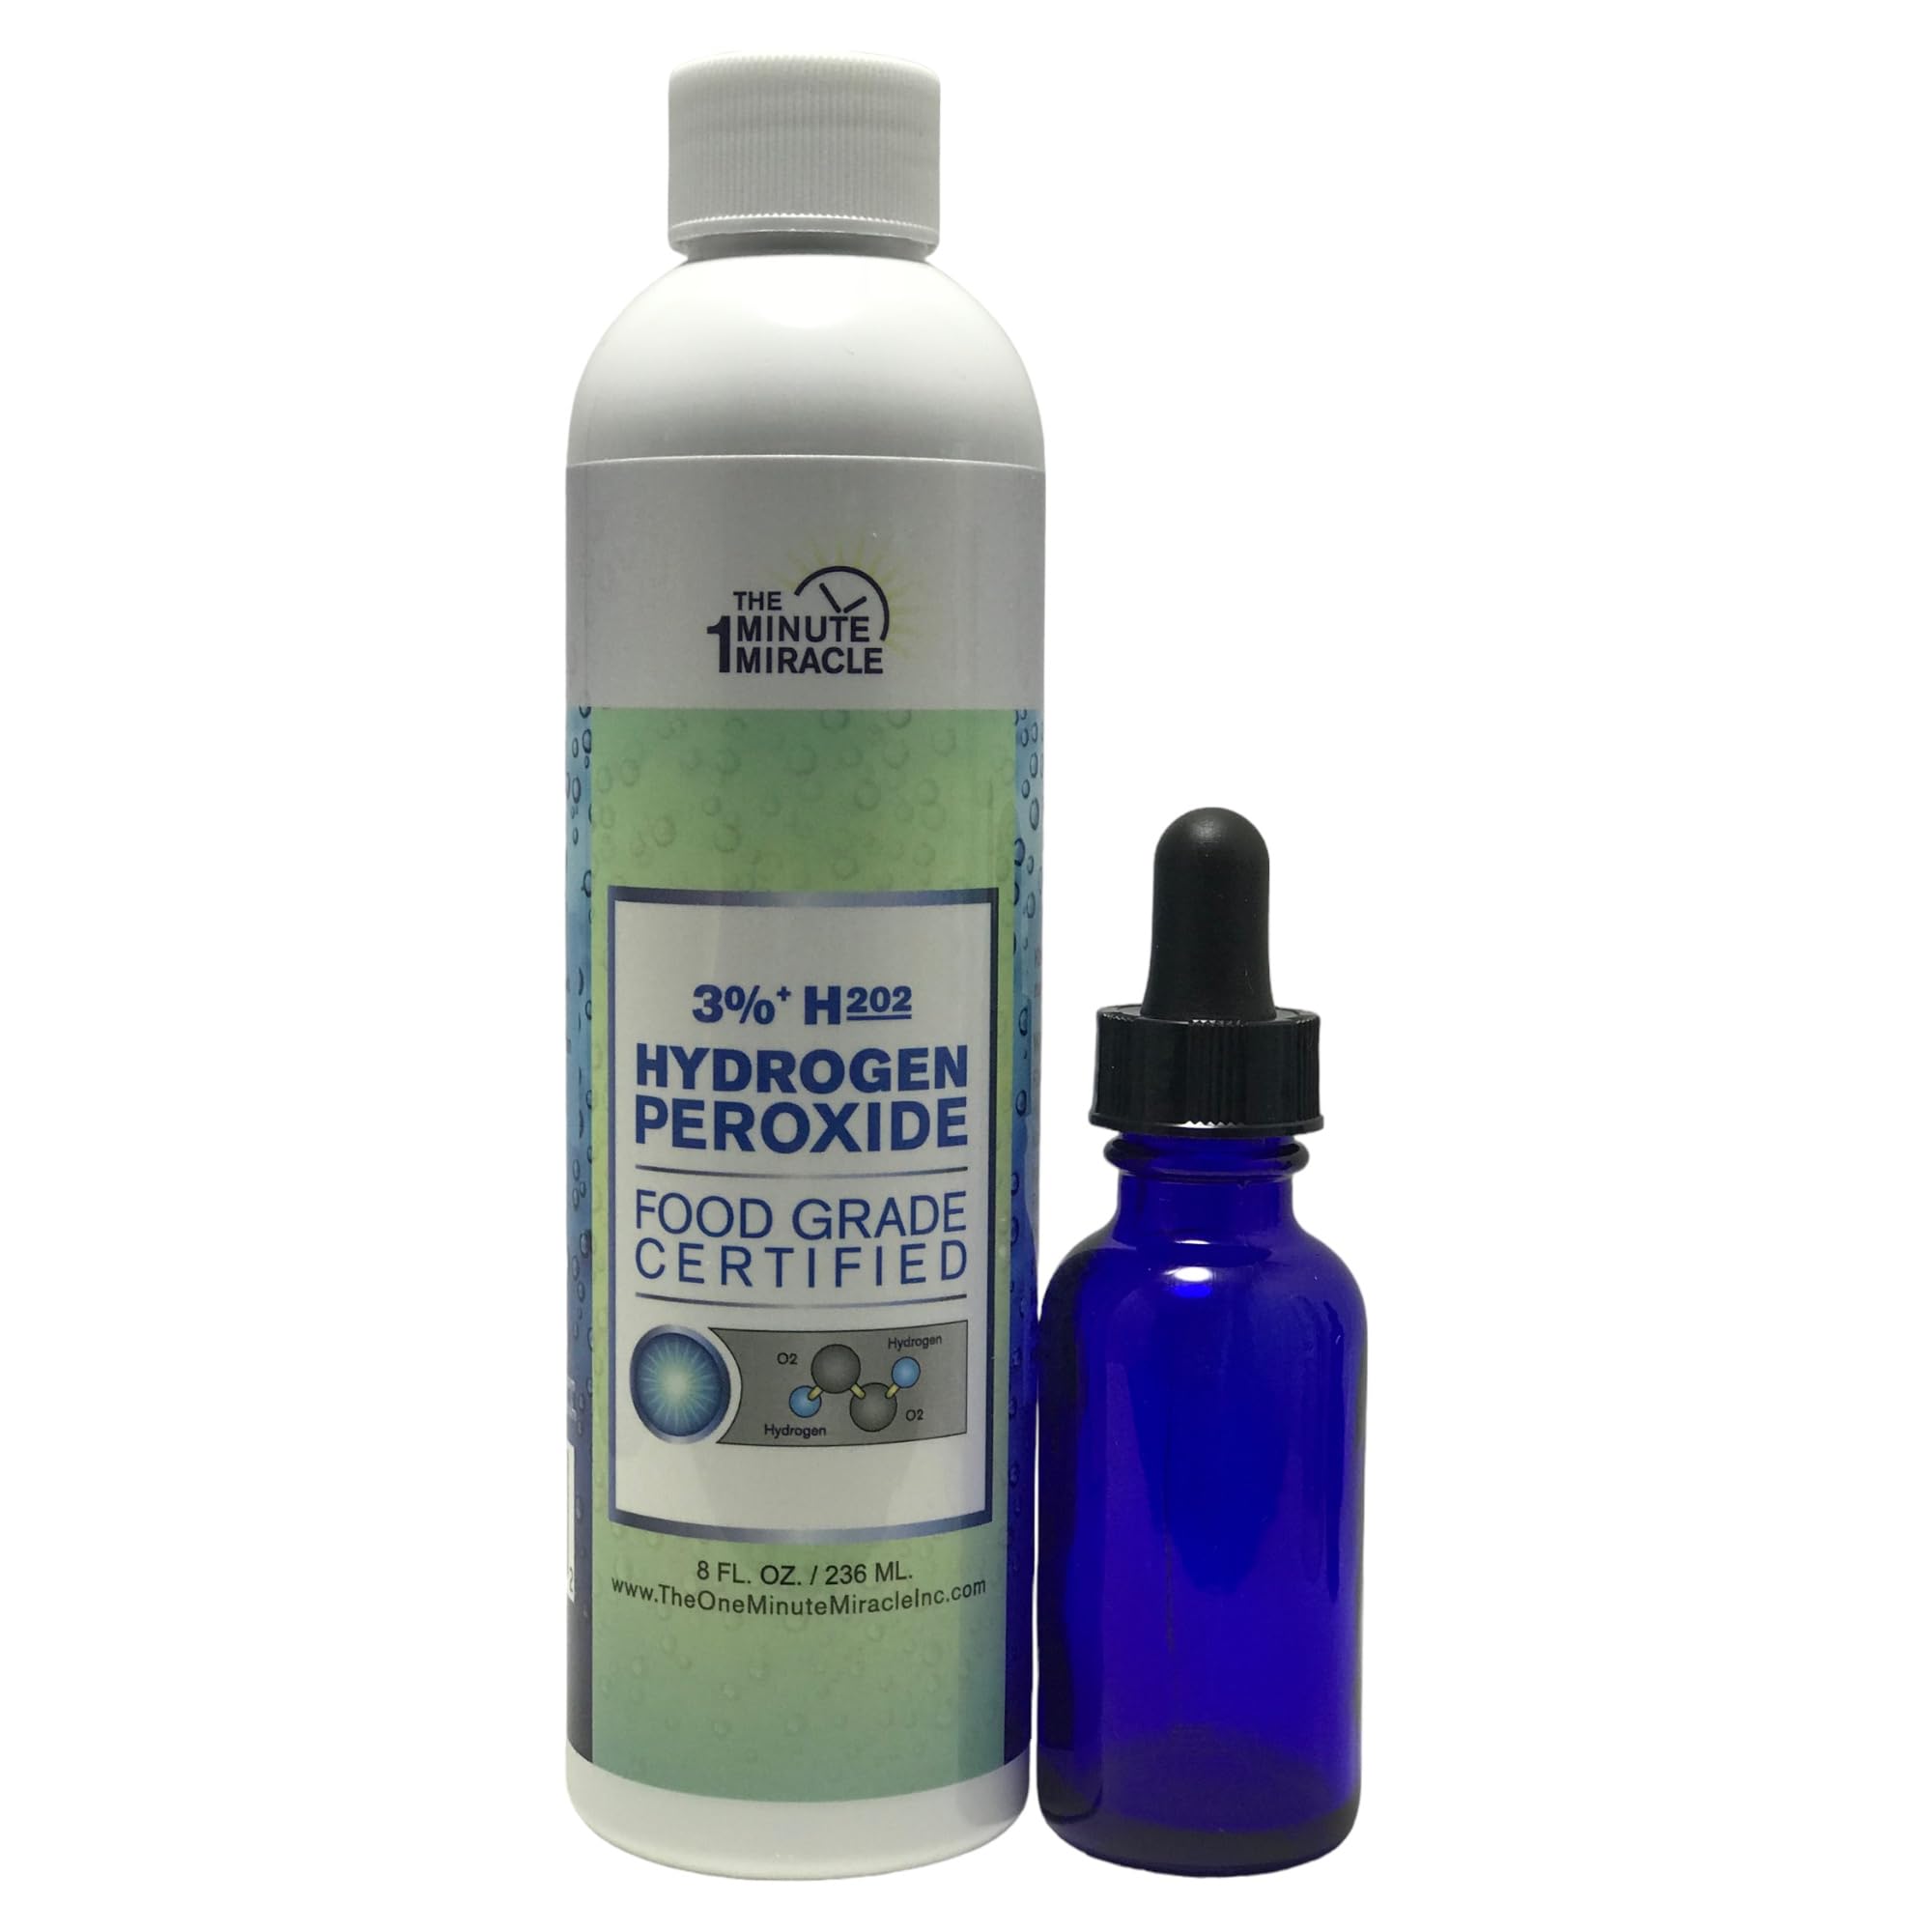 THE
1 MINUTE
MIRACLE
3%+ H202
HYDROGEN
PEROXIDE
FOOD GRADE
CERTIFIED
Hydrogen
O2
O2
Hydrogen
8 FL. OZ. / 236 ML.
www.TheOneMinuteMiracleInc.com
2